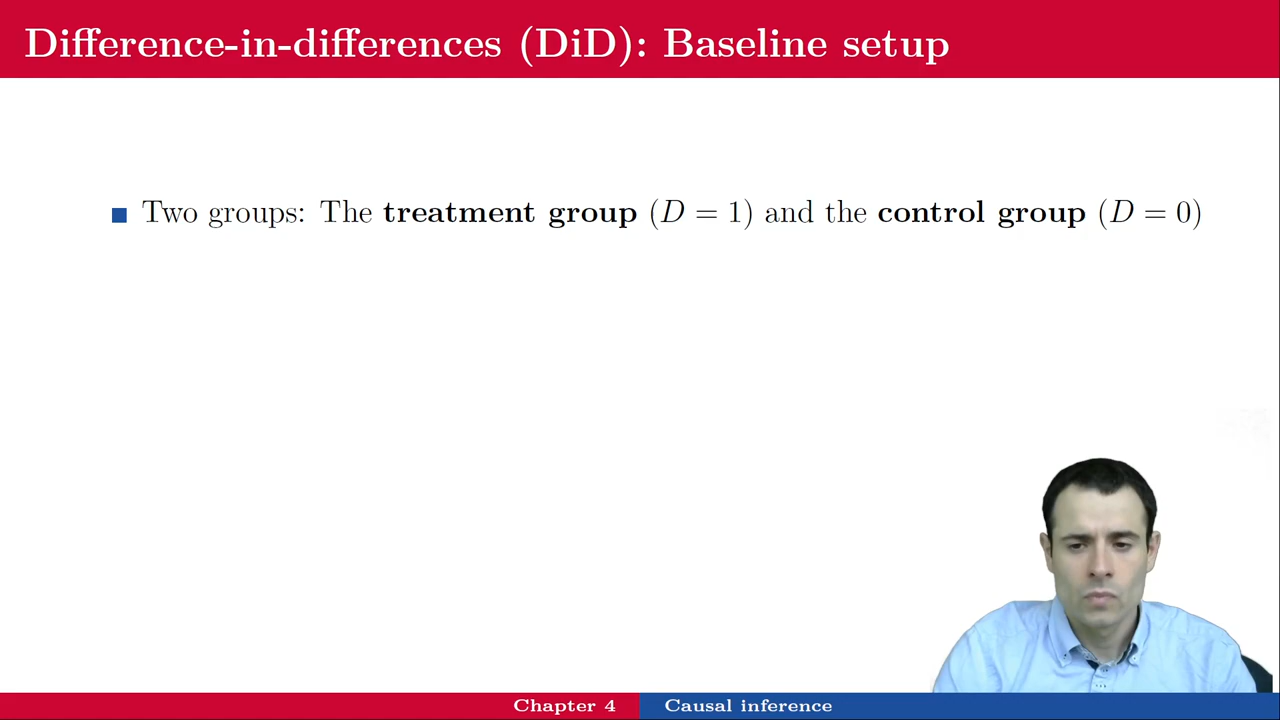 Difference-in-differences (DiD): Baseline setup
Two groups: The treatment group (D = 1) and the control group (D = 0)
Chapter 4 Causal inference